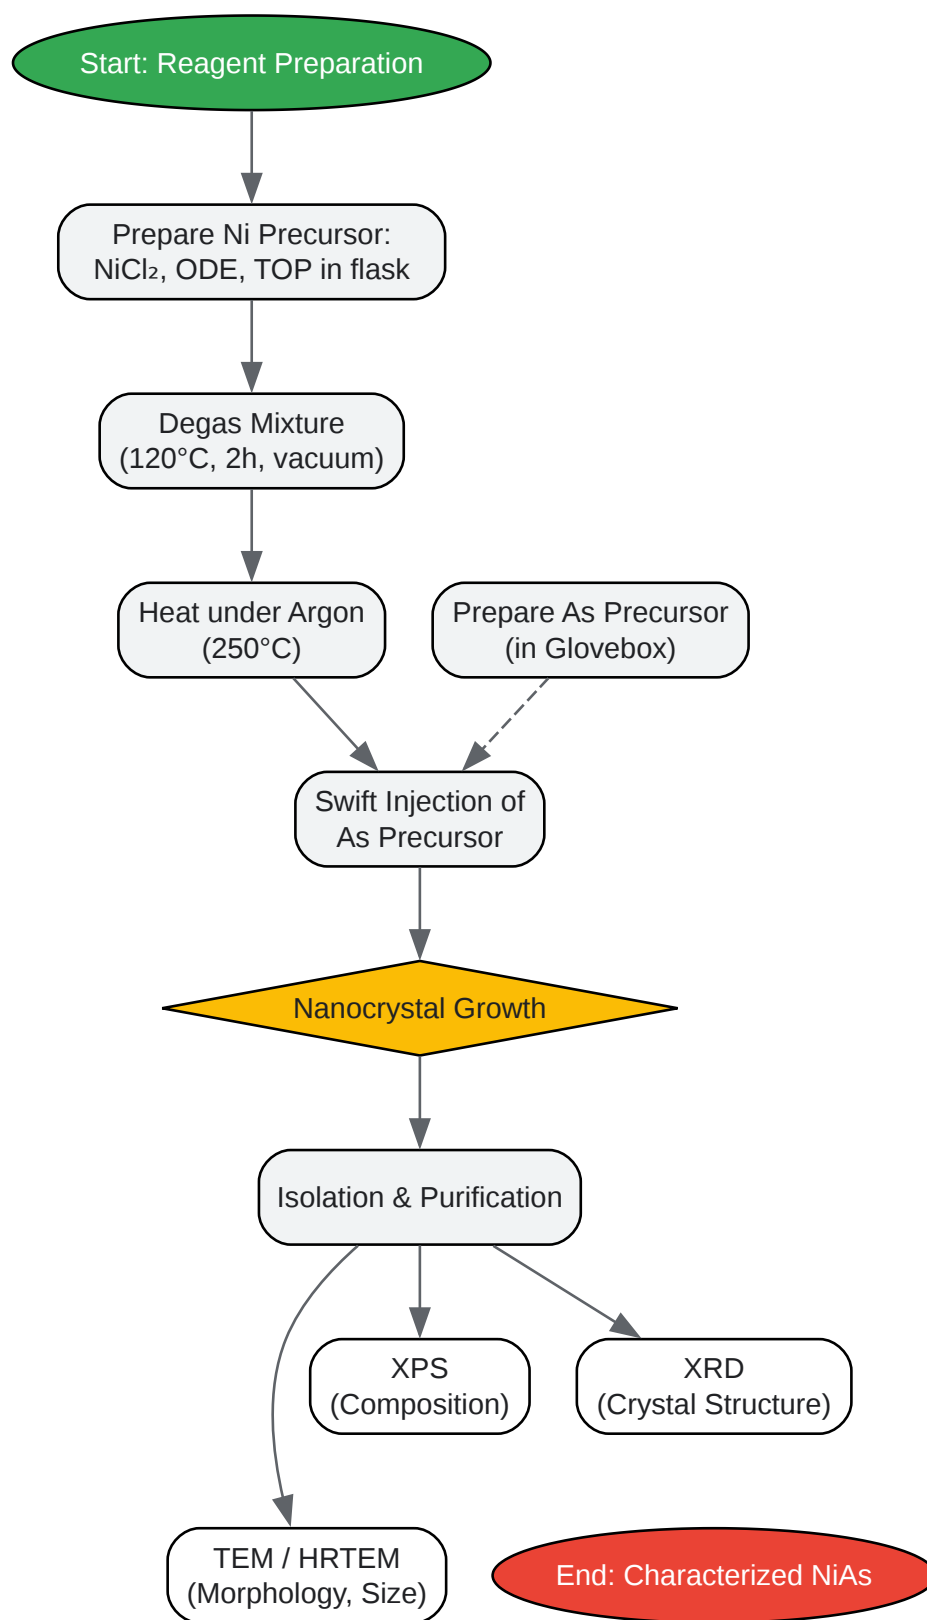 Start: Reagent Preparation
Prepare Ni Precursor:
NiCl₂, ODE, TOP in flask
Degas Mixture
(120°C, 2h, vacuum)
Heat under Argon
(250°C)
Prepare As Precursor
(in Glovebox)
Swift Injection of
As Precursor
Nanocrystal Growth
Isolation & Purification
XPS
(Composition)
XRD
(Crystal Structure)
TEM / HRTEM
(Morphology, Size)
End: Characterized NiAs